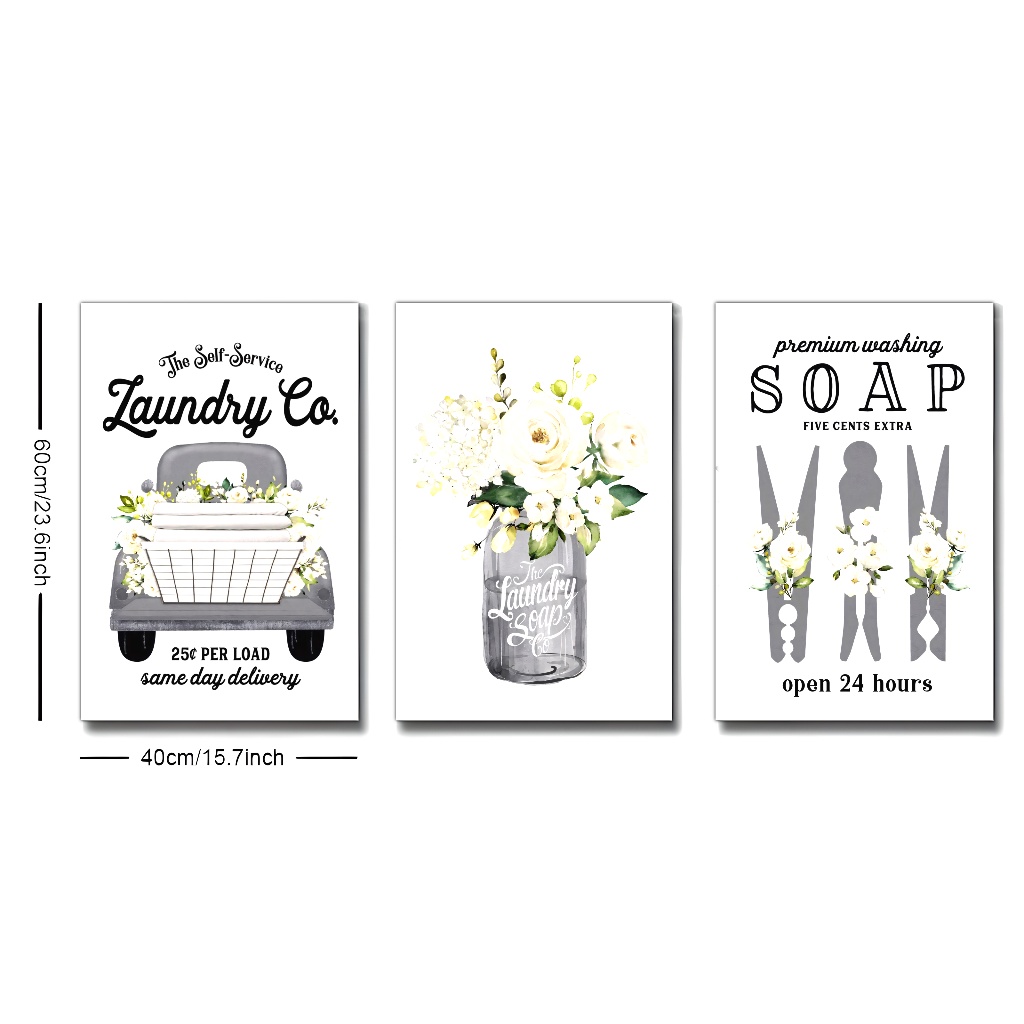 The Self-Service
Laundry Co.
25¢ PER LOAD
same day delivery
The
Laundry
Soap
Co
premium washing
SOAP
FIVE CENTS EXTRA
open 24 hours
60cm/23.6inch
40cm/15.7inch